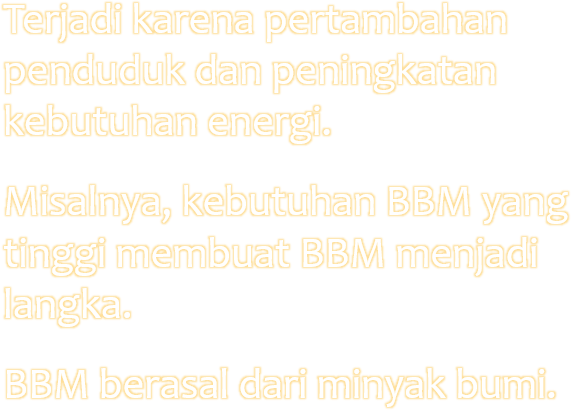 Terjadi karena pertambahan
penduduk dan peningkatan
kebutuhan energi.
Misalnya, kebutuhan BBM yang
tinggi membuat BBM menjadi
langka.
BBM berasal dari minyak bumi.